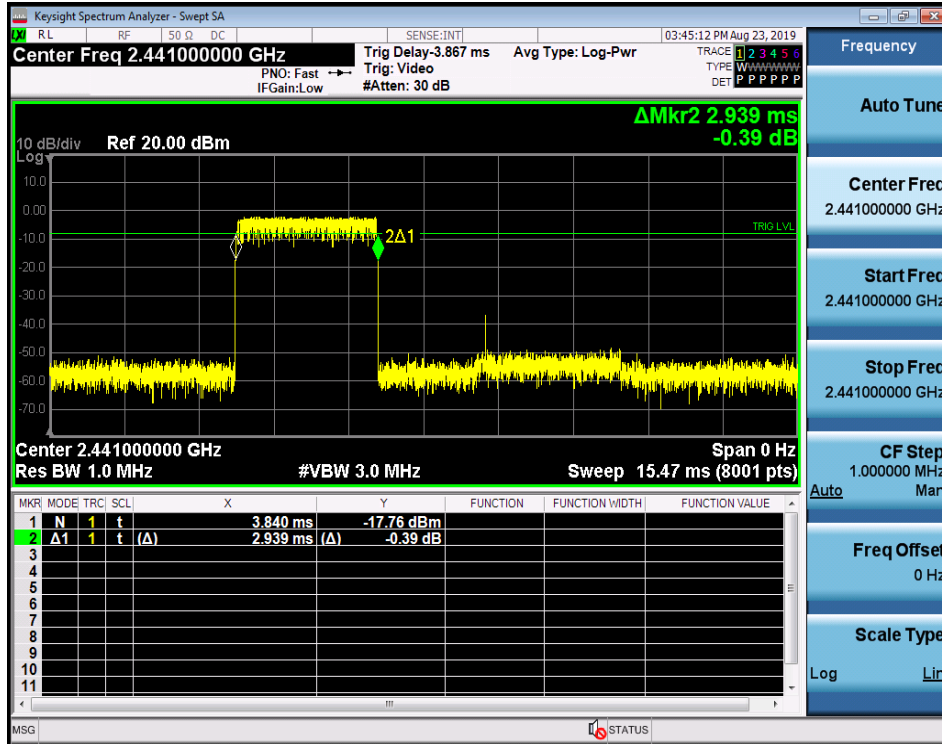 Keysight Spectrum Analyzer - Swept SA
LXI RL RF 50 Ω DC SENSE:INT 03:45:12 PM Aug 23, 2019
Center Freq 2.441000000 GHz
PNO: Fast
IFGain:Low
Trig Delay-3.867 ms
Trig: Video
#Atten: 30 dB
Avg Type: Log-Pwr
TRACE 1 2 3 4 5 6
TYPE WWWWWW
DET P P P P P P
ΔMkr2 2.939 ms
-0.39 dB
10 dB/div
Log
Ref 20.00 dBm
10.0
0.00
-10.0
-20.0
-30.0
-40.0
-50.0
-60.0
-70.0
TRIG LVL
2Δ1
Center 2.441000000 GHz Span 0 Hz
Res BW 1.0 MHz #VBW 3.0 MHz Sweep 15.47 ms (8001 pts)
MKR MODE TRC SCL X Y FUNCTION FUNCTION WIDTH FUNCTION VALUE
1 N 1 t 3.840 ms -17.76 dBm
2 Δ1 1 t (Δ) 2.939 ms (Δ) -0.39 dB
3
4
5
6
7
8
9
10
11
MSG STATUS
Frequency
Auto Tune
Center Freq
2.441000000 GHz
Start Freq
2.441000000 GHz
Stop Freq
2.441000000 GHz
CF Step
1.000000 MHz
Auto Man
Freq Offset
0 Hz
Scale Type
Log Lin